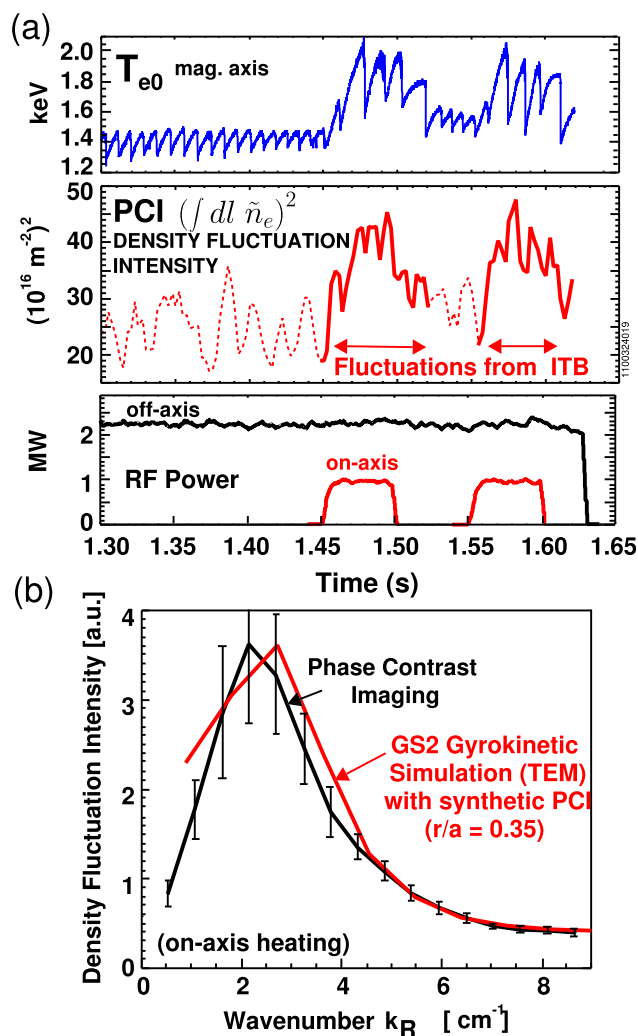 (a)
2.0
1.8
1.6
1.4
1.2
keV
T_e0 mag. axis
50
40
30
20
(10^16 m^-2)^2
PCI (∫ dl ñ_e)^2
DENSITY FLUCTUATION
INTENSITY
Fluctuations from ITB
1100324019
2
1
0
MW
off-axis
on-axis
RF Power
1.30 1.35 1.40 1.45 1.50 1.55 1.60 1.65
Time (s)
(b)
4
3
2
1
0
Density Fluctuation Intensity [a.u.]
Phase Contrast
Imaging
GS2 Gyrokinetic
Simulation (TEM)
with synthetic PCI
(r/a = 0.35)
(on-axis heating)
0 2 4 6 8
Wavenumber k_R [ cm^-1]